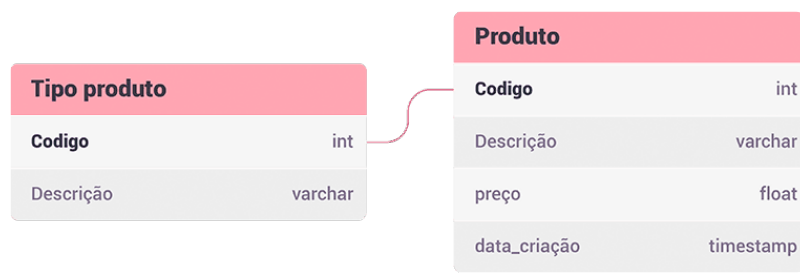 Tipo produto
Codigo int
Descrição varchar
Produto
Codigo int
Descrição varchar
preço float
data_criação timestamp